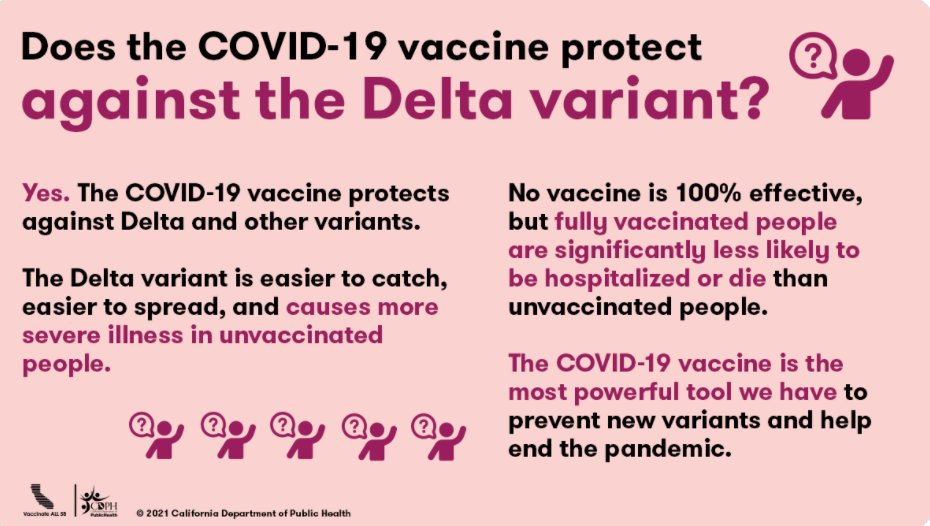 Does the COVID-19 vaccine protect
against the Delta variant?
?
Yes. The COVID-19 vaccine protects
against Delta and other variants.
The Delta variant is easier to catch,
easier to spread, and causes more
severe illness in unvaccinated
people.
? ? ? ? ?
No vaccine is 100% effective,
but fully vaccinated people
are significantly less likely to
be hospitalized or die than
unvaccinated people.
The COVID-19 vaccine is the
most powerful tool we have to
prevent new variants and help
end the pandemic.
Vaccinate ALL 58
CDPH
PublicHealth
© 2021 California Department of Public Health